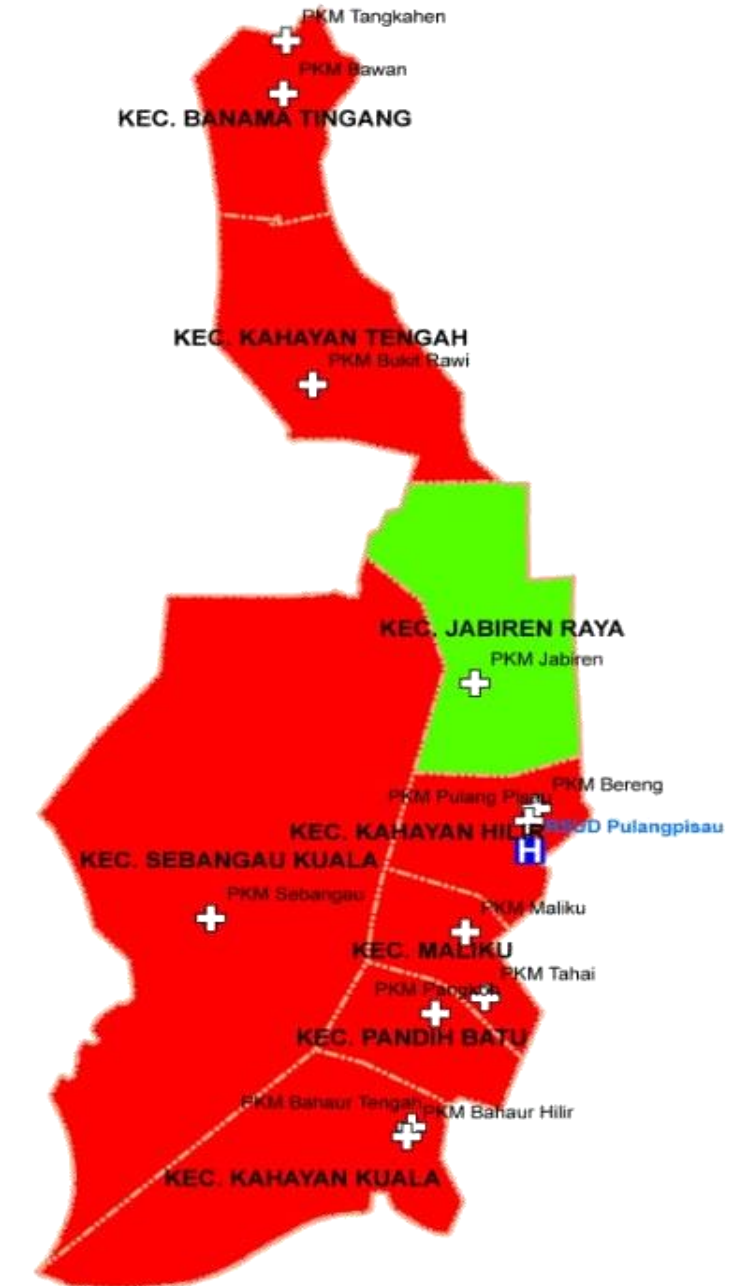 PKM Tangkahen
PKM Bawan
KEC. BANAMA TINGANG
KEC. KAHAYAN TENGAH
PKM Bukit Rawi
KEC. JABIREN RAYA
PKM Jabiren
PKM Bereng
PKM Pulang Pisau
RSUD Pulangpisau
KEC. KAHAYAN HILIR
H
KEC. SEBANGAU KUALA
PKM Sebangau
PKM Maliku
KEC. MALIKU
PKM Tahai
PKM Pangkoh
KEC. PANDIH BATU
PKM Bahaur Tengah
PKM Bahaur Hilir
KEC. KAHAYAN KUALA